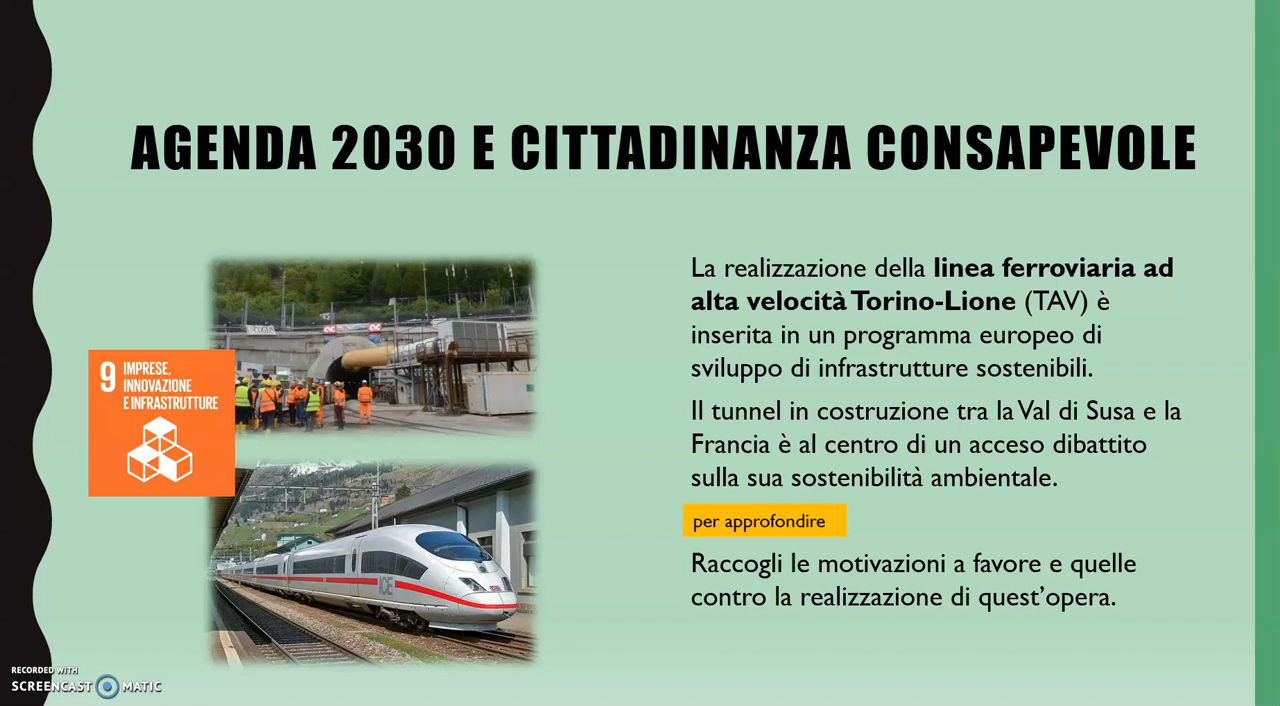 AGENDA 2030 E CITTADINANZA CONSAPEVOLE
9 IMPRESE,
INNOVAZIONE
E INFRASTRUTTURE
ICE
La realizzazione della linea ferroviaria ad
alta velocità Torino-Lione (TAV) è
inserita in un programma europeo di
sviluppo di infrastrutture sostenibili.
Il tunnel in costruzione tra la Val di Susa e la
Francia è al centro di un acceso dibattito
sulla sua sostenibilità ambientale.
per approfondire
Raccogli le motivazioni a favore e quelle
contro la realizzazione di quest'opera.
RECORDED WITH
SCREENCAST MATIC